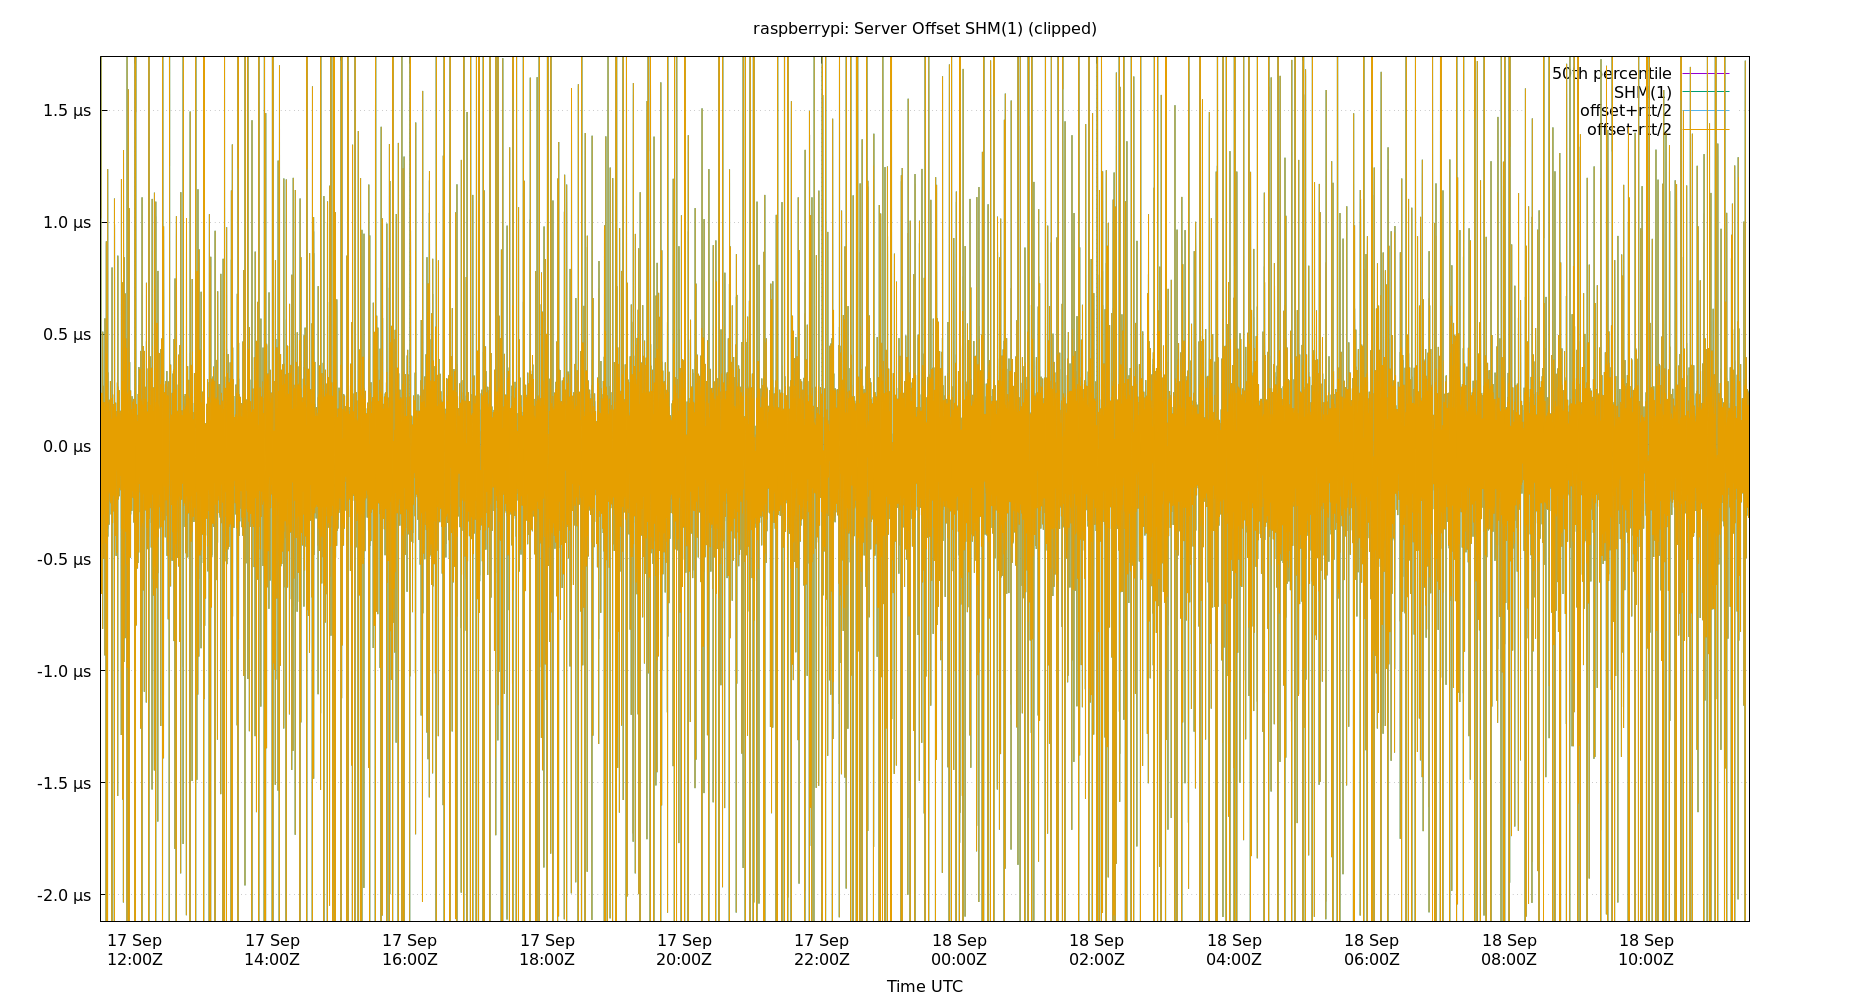 raspberrypi: Server Offset SHM(1) (clipped)
50th percentile
SHM(1)
offset+rtt/2
offset-rtt/2
1.5 µs
1.0 µs
0.5 µs
0.0 µs
-0.5 µs
-1.0 µs
-1.5 µs
-2.0 µs
17 Sep 17 Sep 17 Sep 17 Sep 17 Sep 17 Sep 18 Sep 18 Sep 18 Sep 18 Sep 18 Sep 18 Sep
12:00Z 14:00Z 16:00Z 18:00Z 20:00Z 22:00Z 00:00Z 02:00Z 04:00Z 06:00Z 08:00Z 10:00Z
Time UTC